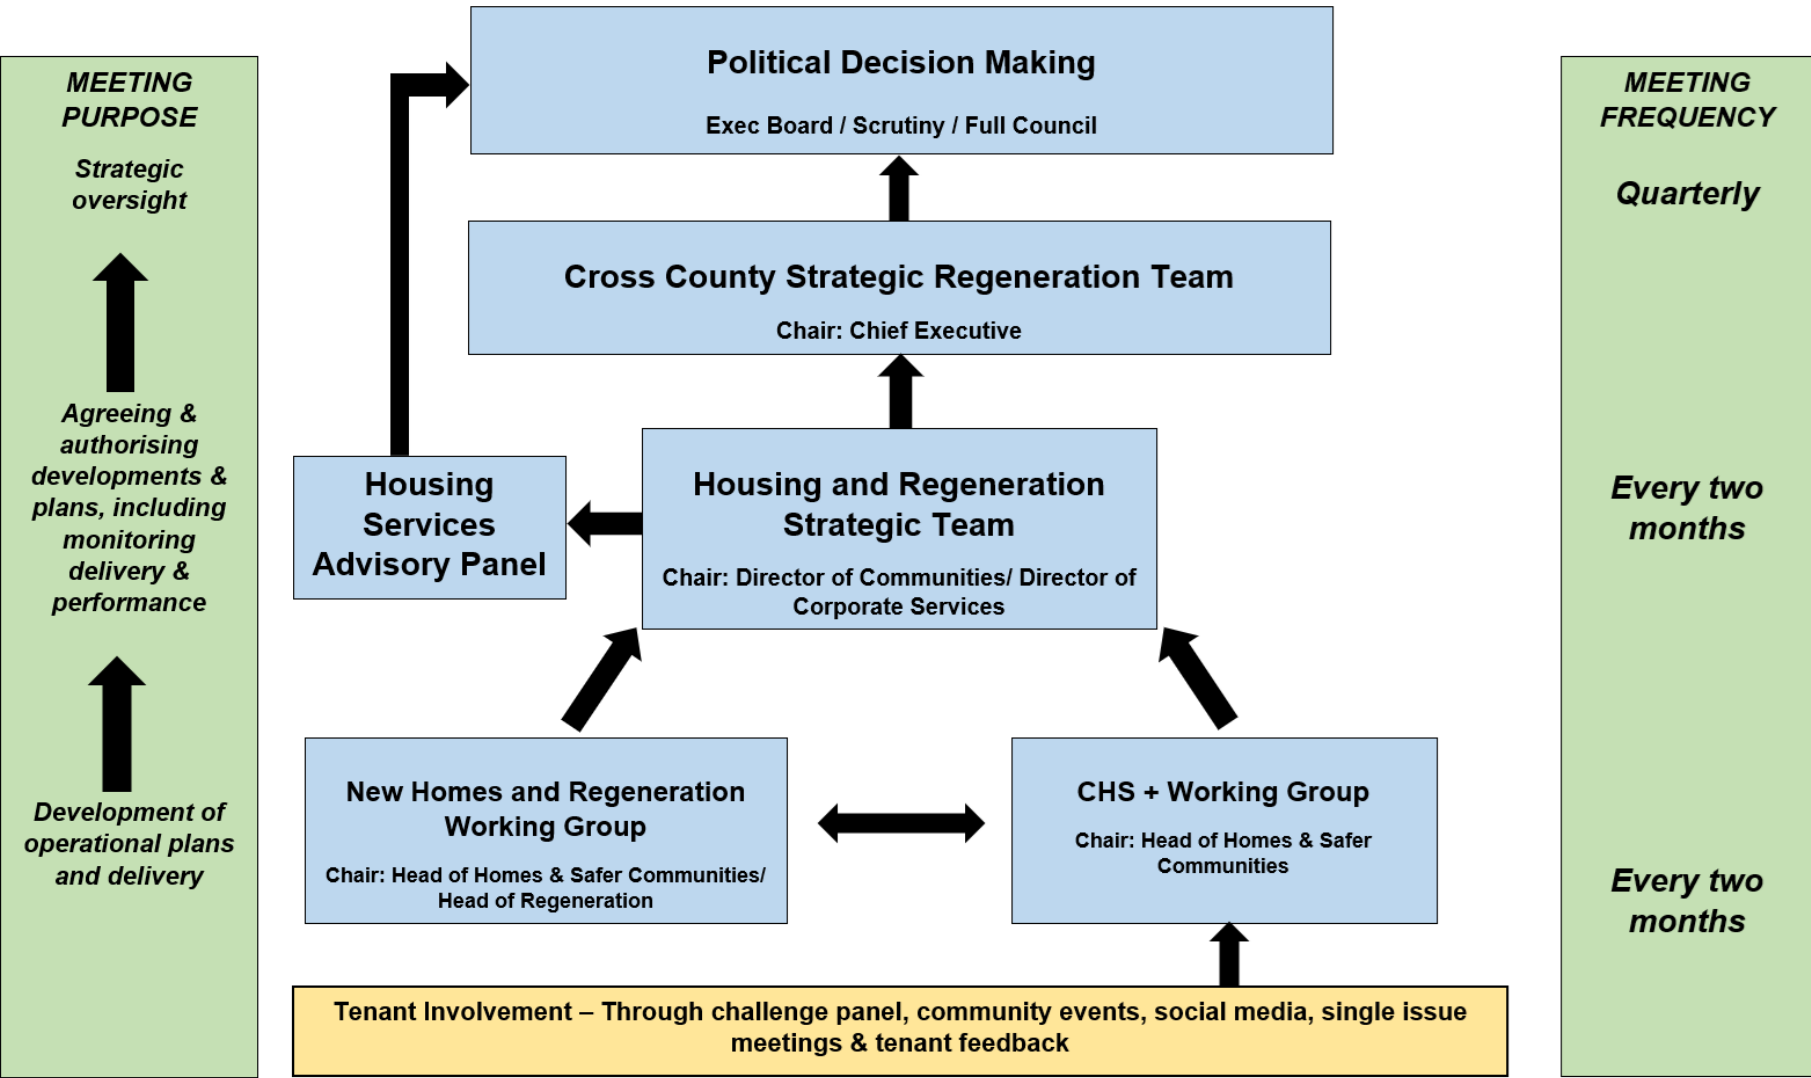 MEETING
PURPOSE
Strategic
oversight
Agreeing &
authorising
developments &
plans, including
monitoring
delivery &
performance
Development of
operational plans
and delivery
Political Decision Making
Exec Board / Scrutiny / Full Council
Cross County Strategic Regeneration Team
Chair: Chief Executive
Housing
Services
Advisory Panel
Housing and Regeneration
Strategic Team
Chair: Director of Communities/ Director of
Corporate Services
New Homes and Regeneration
Working Group
Chair: Head of Homes & Safer Communities/
Head of Regeneration
CHS + Working Group
Chair: Head of Homes & Safer
Communities
Tenant Involvement – Through challenge panel, community events, social media, single issue
meetings & tenant feedback
MEETING
FREQUENCY
Quarterly
Every two
months
Every two
months